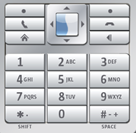 1 2 ABC 3 DEF
4 GHI 5 JKL 6 MNO
7 PQRS 8 TUV 9 WXYZ
* · 0 # - +
SHIFT SPACE